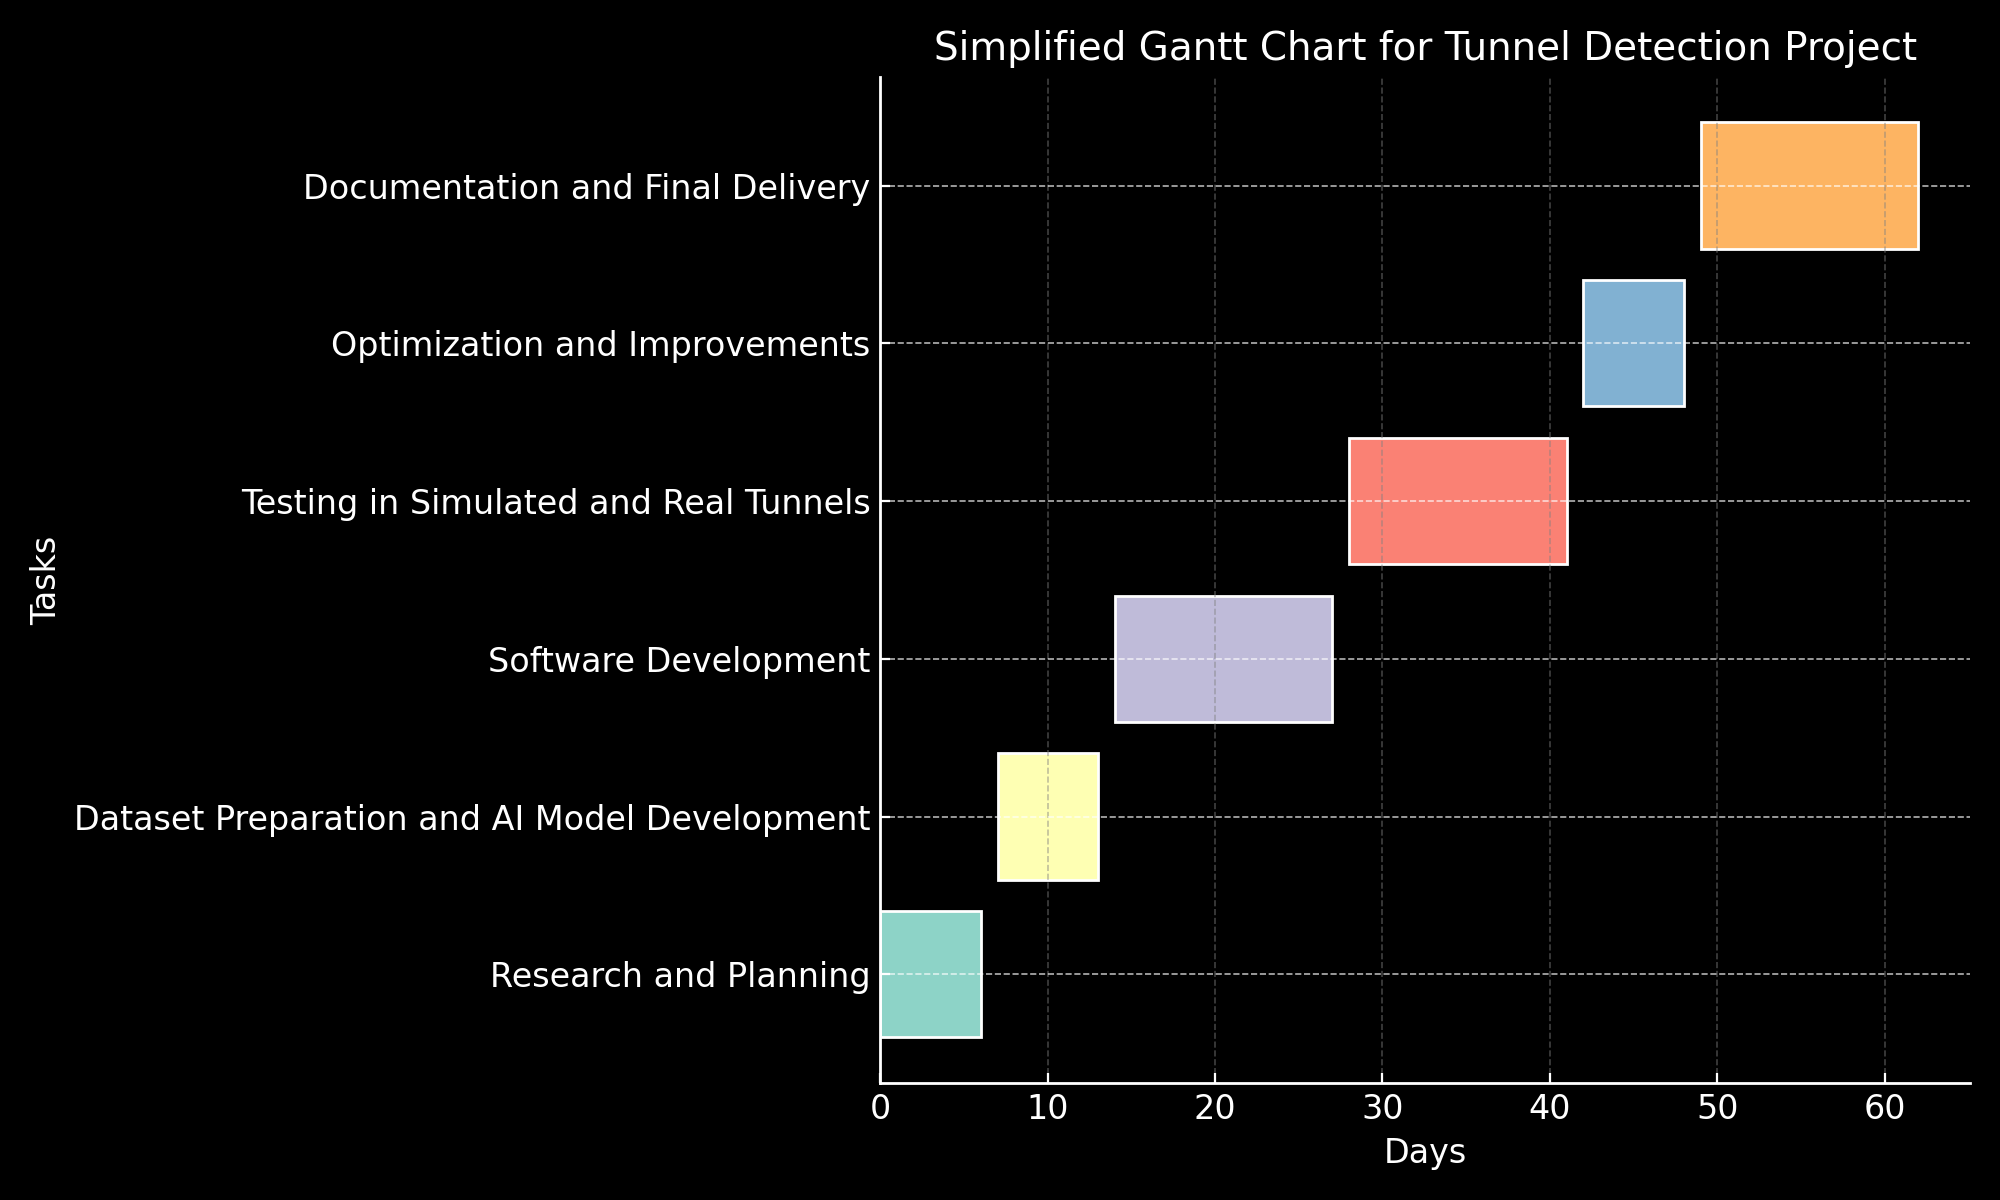 Simplified Gantt Chart for Tunnel Detection Project
Documentation and Final Delivery
Optimization and Improvements
Testing in Simulated and Real Tunnels
Software Development
Dataset Preparation and AI Model Development
Research and Planning
Tasks
0 10 20 30 40 50 60
Days